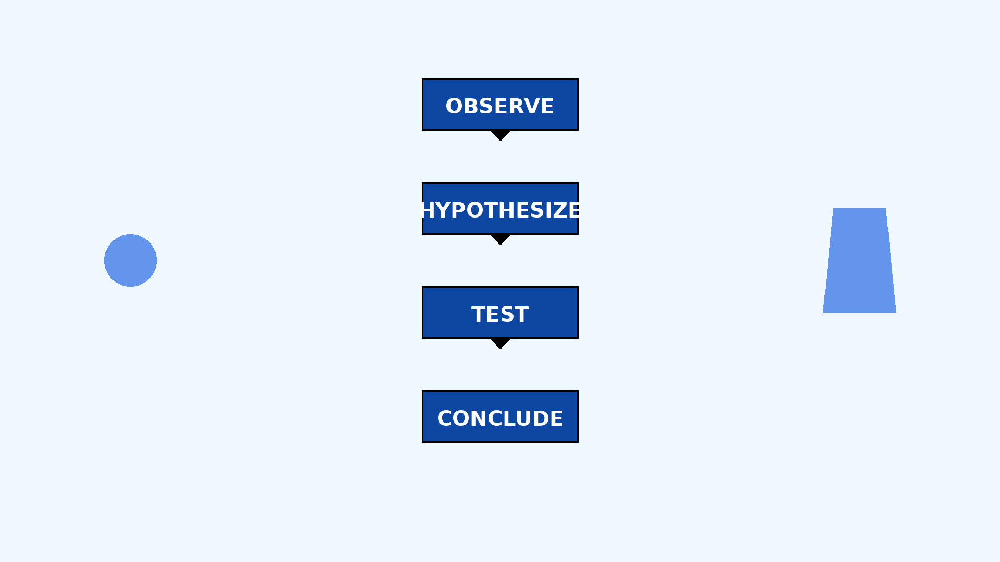 OBSERVE
HYPOTHESIZE
TEST
CONCLUDE